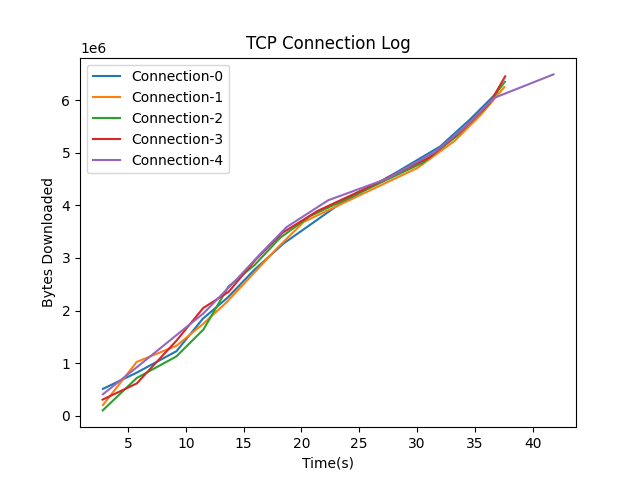 TCP Connection Log
1e6
Connection-0
Connection-1
Connection-2
Connection-3
Connection-4
Bytes Downloaded
6
5
4
3
2
1
0
5 10 15 20 25 30 35 40
Time(s)